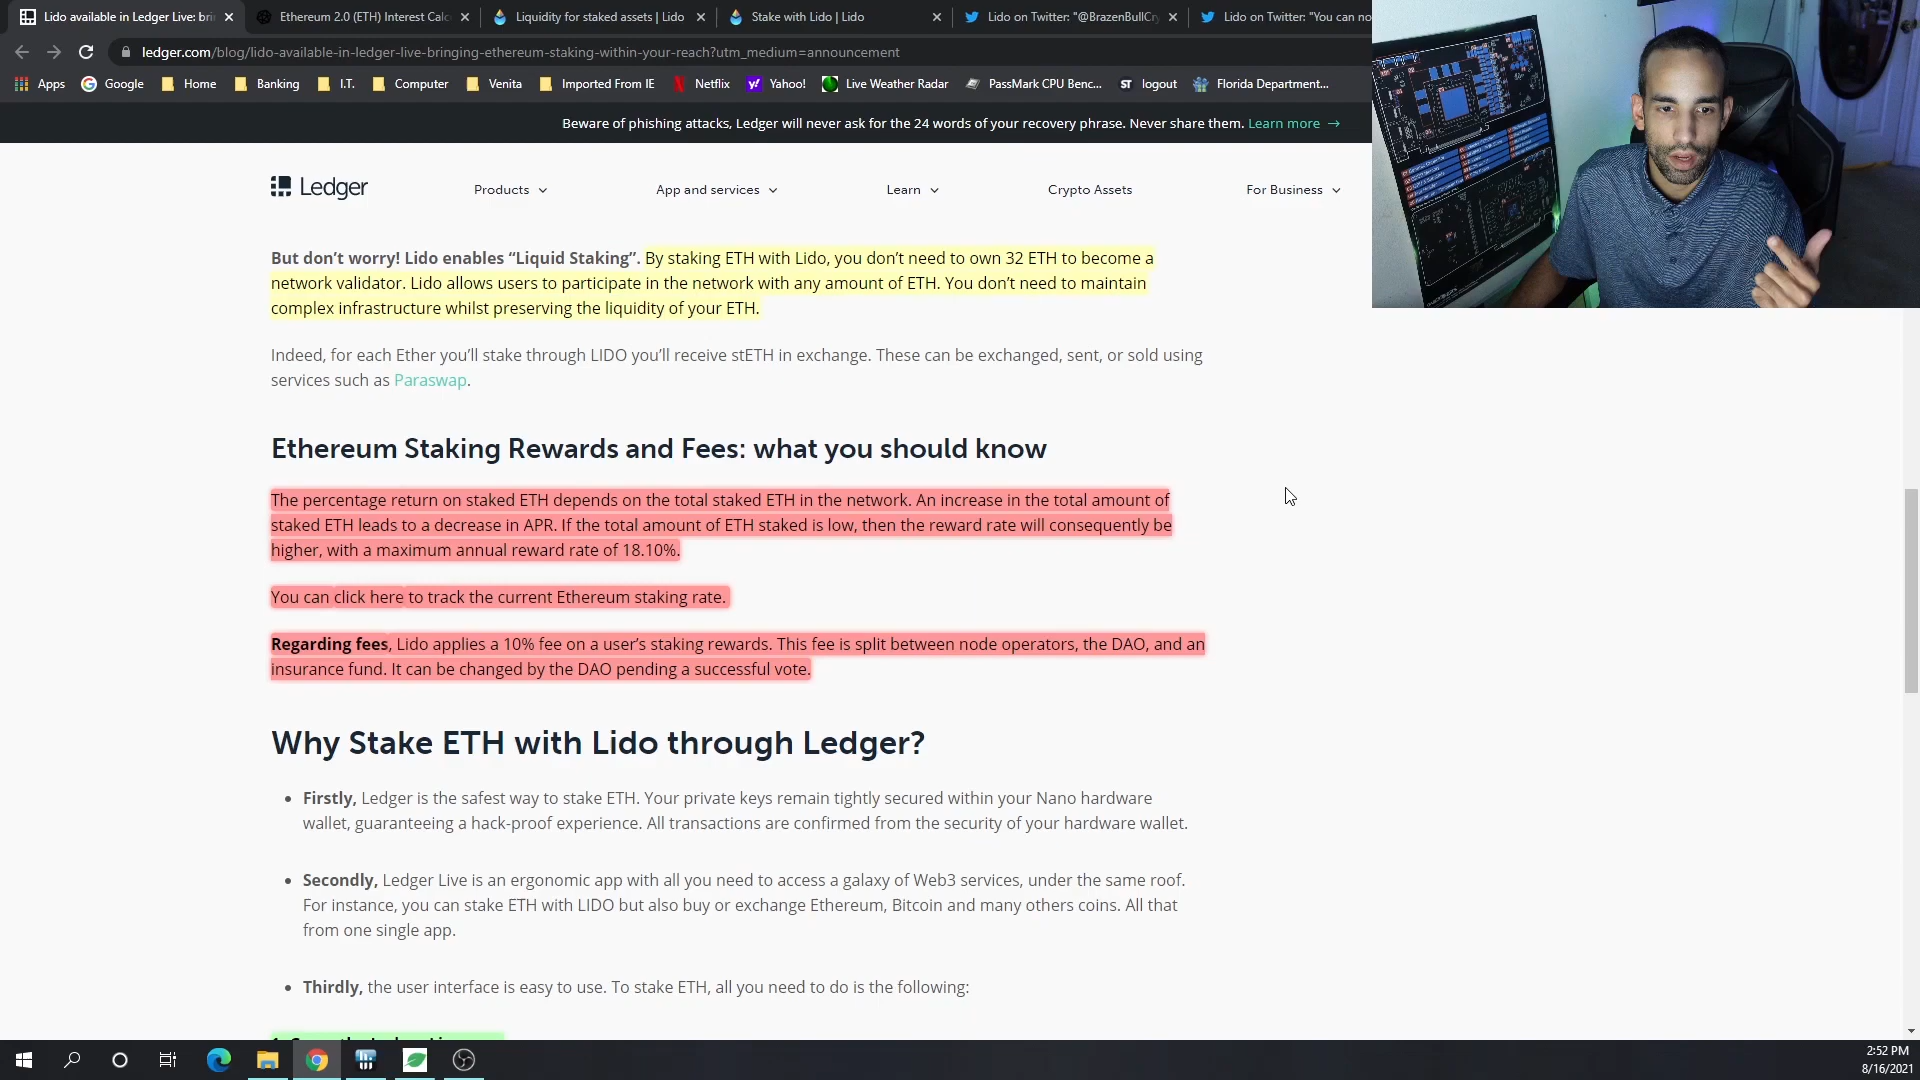 Lido available in Ledger Live: bri
Ethereum 2.0 (ETH) Interest Calc
Liquidity for staked assets | Lido
Stake with Lido | Lido
Lido on Twitter: "@BrazenBullCry
Lido on Twitter: "You can no
ledger.com/blog/lido-available-in-ledger-live-bringing-ethereum-staking-within-your-reach?utm_medium=announcement
Apps Google Home Banking I.T. Computer Venita Imported From IE Netflix Yahoo! Live Weather Radar PassMark CPU Benc... ST logout Florida Department...
Beware of phishing attacks, Ledger will never ask for the 24 words of your recovery phrase. Never share them. Learn more →
Ledger Products App and services Learn Crypto Assets For Business
But don’t worry! Lido enables “Liquid Staking”. By staking ETH with Lido, you don’t need to own 32 ETH to become a
network validator. Lido allows users to participate in the network with any amount of ETH. You don’t need to maintain
complex infrastructure whilst preserving the liquidity of your ETH.
Indeed, for each Ether you’ll stake through LIDO you’ll receive stETH in exchange. These can be exchanged, sent, or sold using
services such as Paraswap.
Ethereum Staking Rewards and Fees: what you should know
The percentage return on staked ETH depends on the total staked ETH in the network. An increase in the total amount of
staked ETH leads to a decrease in APR. If the total amount of ETH staked is low, then the reward rate will consequently be
higher, with a maximum annual reward rate of 18.10%.
You can click here to track the current Ethereum staking rate.
Regarding fees, Lido applies a 10% fee on a user’s staking rewards. This fee is split between node operators, the DAO, and an
insurance fund. It can be changed by the DAO pending a successful vote.
Why Stake ETH with Lido through Ledger?
• Firstly, Ledger is the safest way to stake ETH. Your private keys remain tightly secured within your Nano hardware
wallet, guaranteeing a hack-proof experience. All transactions are confirmed from the security of your hardware wallet.
• Secondly, Ledger Live is an ergonomic app with all you need to access a galaxy of Web3 services, under the same roof.
For instance, you can stake ETH with LIDO but also buy or exchange Ethereum, Bitcoin and many others coins. All that
from one single app.
• Thirdly, the user interface is easy to use. To stake ETH, all you need to do is the following:
2:52 PM
8/16/2021